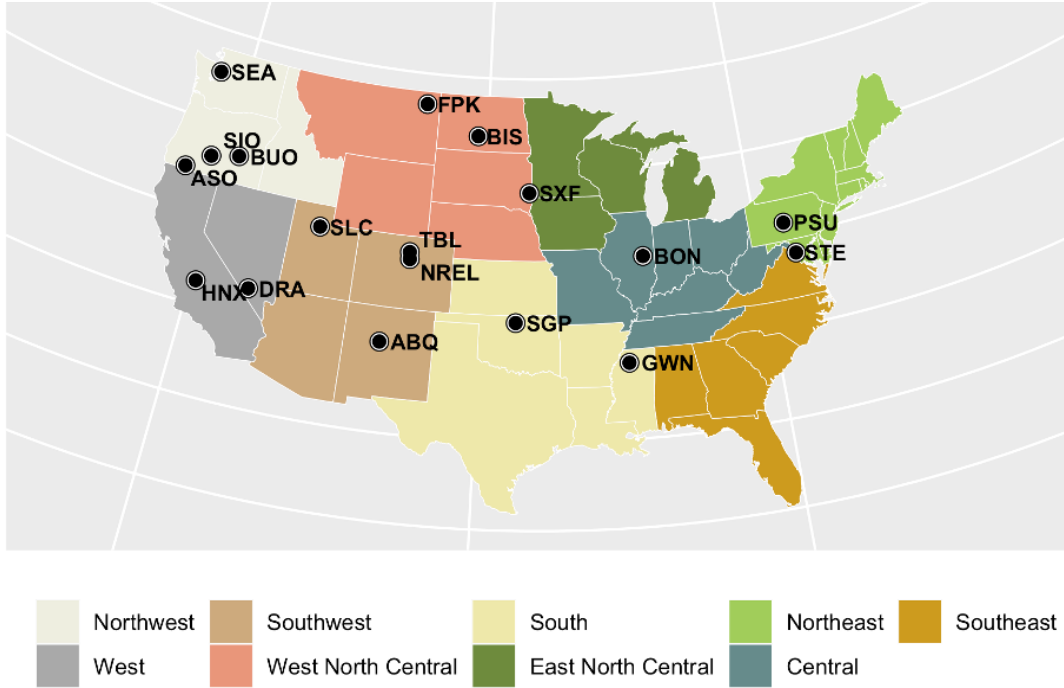 SEA
FPK
BIS
SIO
BUO
ASO
SXF
SLC
TBL
NREL
PSU
STE
BON
HNX
DRA
SGP
ABQ
GWN
Northwest
Southwest
South
Northeast
Southeast
West
West North Central
East North Central
Central